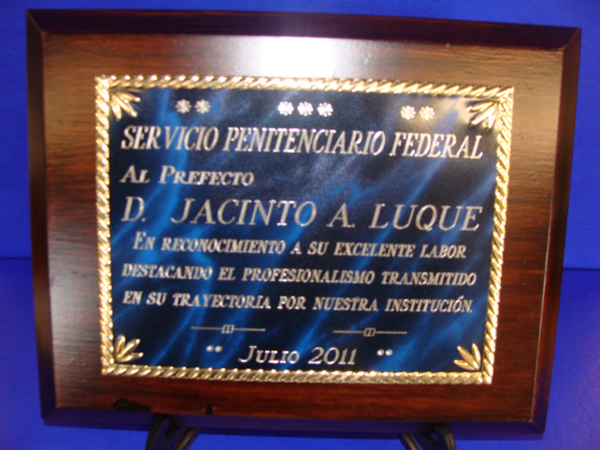 SERVICIO PENITENCIARIO FEDERAL
AL PREFECTO
D. JACINTO A. LUQUE
EN RECONOCIMIENTO A SU EXCELENTE LABOR
DESTACANDO EL PROFESIONALISMO TRANSMITIDO
EN SU TRAYECTORIA POR NUESTRA INSTITUCIÓN.
JULIO 2011